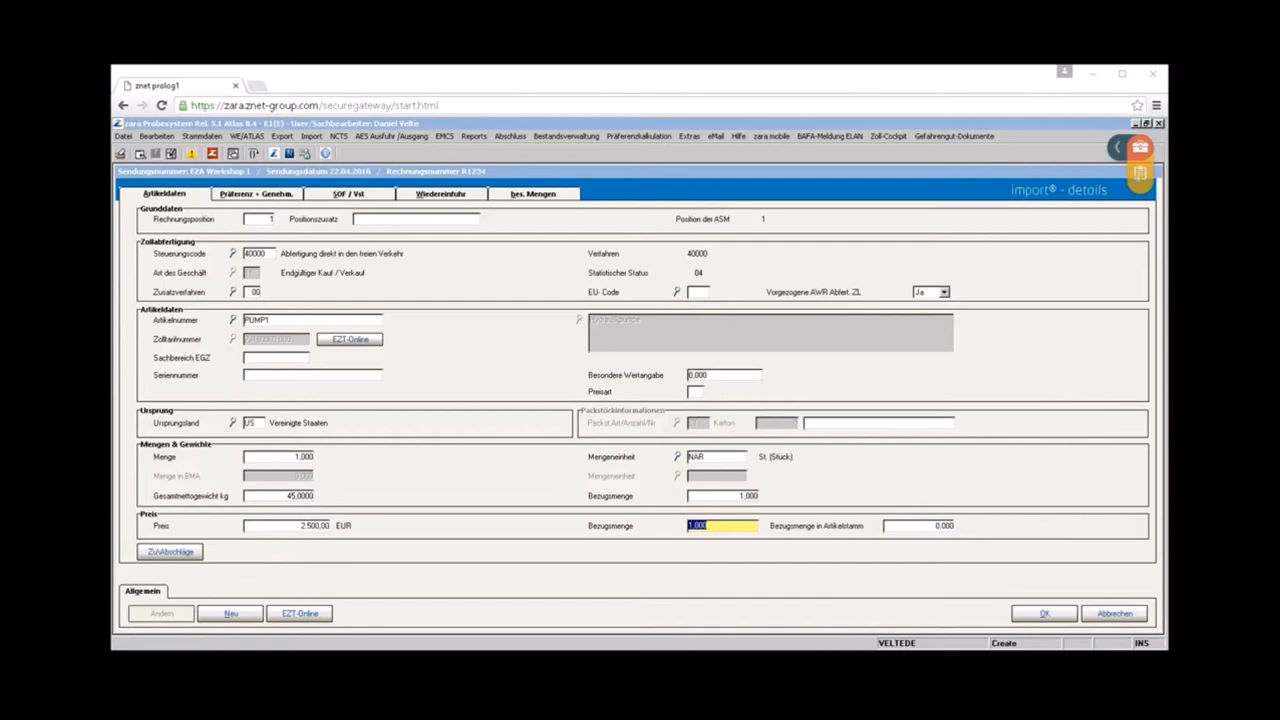 znet prolog1
https://zara.znet-group.com/securegateway/start.html
zara Probesystem Rel. 5.1 Atlas 8.4 - K1(E) - User/Sachbearbeiter: Daniel Velte
Datei Bearbeiten Stammdaten WE/ATLAS Export Import NCTS AES Ausfuhr /Ausgang EMCS Reports Abschluss Bestandsverwaltung Präferenzkalkulation Extras eMail Hilfe zara mobile BAFA-Meldung ELAN Zoll-Cockpit Gefahrengut-Dokumente
Sendungsnummer: EZA Workshop 1 / Sendungsdatum 22.04.2016 / Rechnungsnummer R1234
Artikeldaten Präferenz + Genehm. SOF / Vst Wiedereinfuhr bes. Mengen import® - details
Grunddaten
Rechnungsposition 1 Positionszusatz Position der ASM 1
Zollabfertigung
Steuerungscode 40000 Abfertigung direkt in den freien Verkehr Verfahren 40000
Art des Geschäft Endgültiger Kauf / Verkauf Statistischer Status 04
Zusatzverfahren 00 EU- Code Vorgezogene AWR Abfert. ZL Ja
Artikeldaten
Artikelnummer PUMP1
Zolltarifnummer EZT-Online
Sachbereich EGZ
Seriennummer Besondere Wertangabe 0,000
Preisart
Ursprung Packstückinformationen
Ursprungsland US Vereinigte Staaten Packst.Art/Anzahl/Nr Karton 0
Mengen & Gewichte
Menge 1,000 Mengeneinheit NAR St. (Stück)
Menge in BMA 0,000 Mengeneinheit
Gesamtnettogewicht kg 45,0000 Bezugsmenge 1,000
Preis
Preis 2.500,00 EUR Bezugsmenge 1,000 Bezugsmenge in Artikelstamm 0,000
Zu/Abschläge
Allgemein
Ändern Neu EZT-Online OK Abbrechen
VELTEDE Create INS